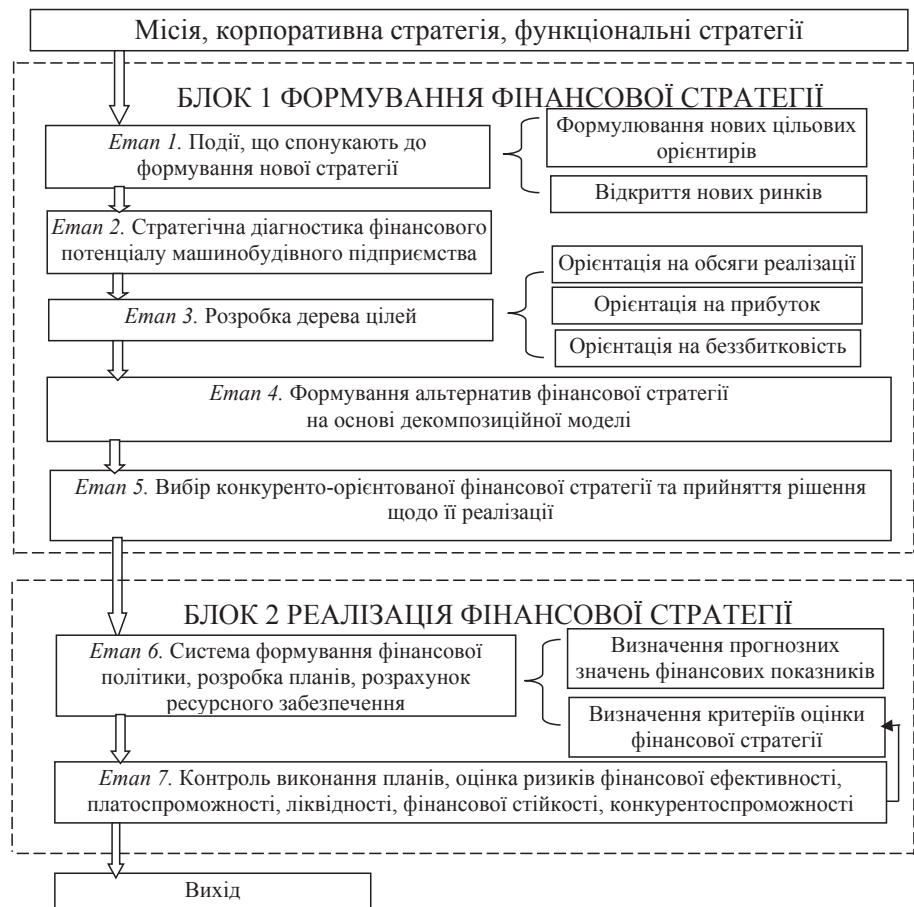 Місія, корпоративна стратегія, функціональні стратегії
БЛОК 1 ФОРМУВАННЯ ФІНАНСОВОЇ СТРАТЕГІЇ
Етап 1. Події, що спонукають до
формування нової стратегії
Формулювання нових цільових
орієнтирів
Відкриття нових ринків
Етап 2. Стратегічна діагностика фінансового
потенціалу машинобудівного підприємства
Етап 3. Розробка дерева цілей
Орієнтація на обсяги реалізації
Орієнтація на прибуток
Орієнтація на беззбитковість
Етап 4. Формування альтернатив фінансової стратегії
на основі декомпозиційної моделі
Етап 5. Вибір конкуренто-орієнтованої фінансової стратегії та прийняття рішення
щодо її реалізації
БЛОК 2 РЕАЛІЗАЦІЯ ФІНАНСОВОЇ СТРАТЕГІЇ
Етап 6. Система формування фінансової
політики, розробка планів, розрахунок
ресурсного забезпечення
Визначення прогнозних
значень фінансових показників
Визначення критеріїв оцінки
фінансової стратегії
Етап 7. Контроль виконання планів, оцінка ризиків фінансової ефективності,
платоспроможності, ліквідності, фінансової стійкості, конкурентоспроможності
Вихід